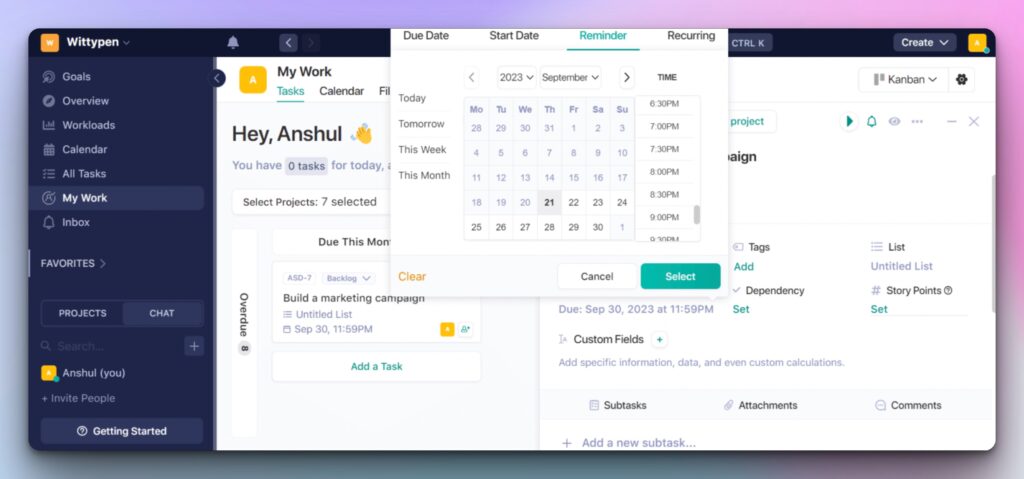 W Wittypen
CTRL K
Create
A
Goals
Overview
Workloads
Calendar
All Tasks
My Work
Inbox
FAVORITES
PROJECTS
CHAT
Search...
+
A Anshul (you)
+ Invite People
Getting Started
A
My Work
Tasks Calendar
Hey, Anshul
You have 0 tasks for today,
Select Projects: 7 selected
Overdue 8
Due This
ASD-7 Backlog
Build a marketing campaign
Untitled List
Sep 30, 11:59PM
A
Add a Task
Due Date Start Date Reminder Recurring
Today
Tomorrow
This Week
This Month
2023 September
Mo Tu We Th Fr Sa Su
28 29 30 31 1 2 3
4 5 6 7 8 9 10
11 12 13 14 15 16 17
18 19 20 21 22 23 24
25 26 27 28 29 30 1
TIME
6:30PM
7:00PM
7:30PM
8:00PM
8:30PM
9:00PM
9:30PM
Clear
Cancel
Select
Kanban
project
Tags
Add
List
Untitled List
Dependency
Set
# Story Points
Set
Due: Sep 30, 2023 at 11:59PM
Custom Fields +
Add specific information, data, and even custom calculations.
Subtasks
Attachments
Comments
+ Add a new subtask...